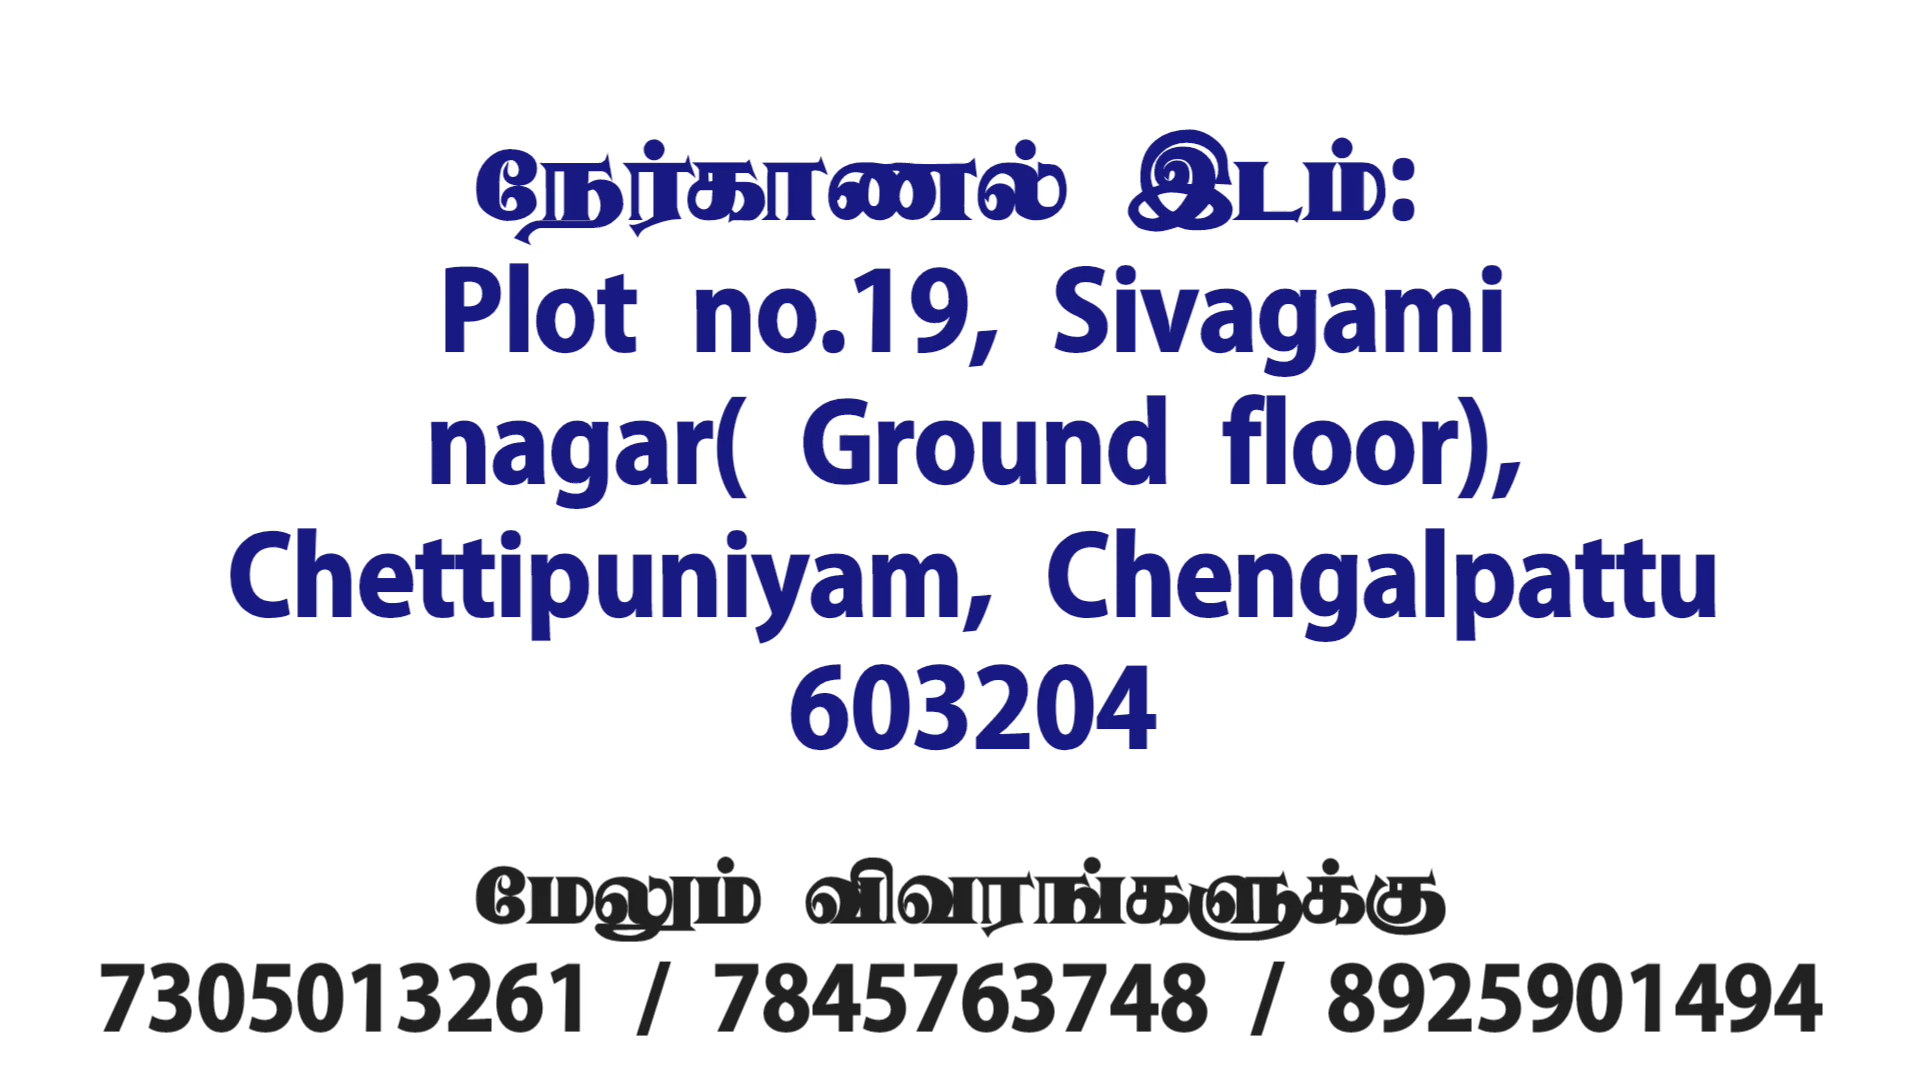 நேர்காணல் இடம்:
Plot no.19, Sivagami
nagar( Ground floor),
Chettipuniyam, Chengalpattu
603204
மேலும் விவரங்களுக்கு
7305013261 / 7845763748 / 8925901494